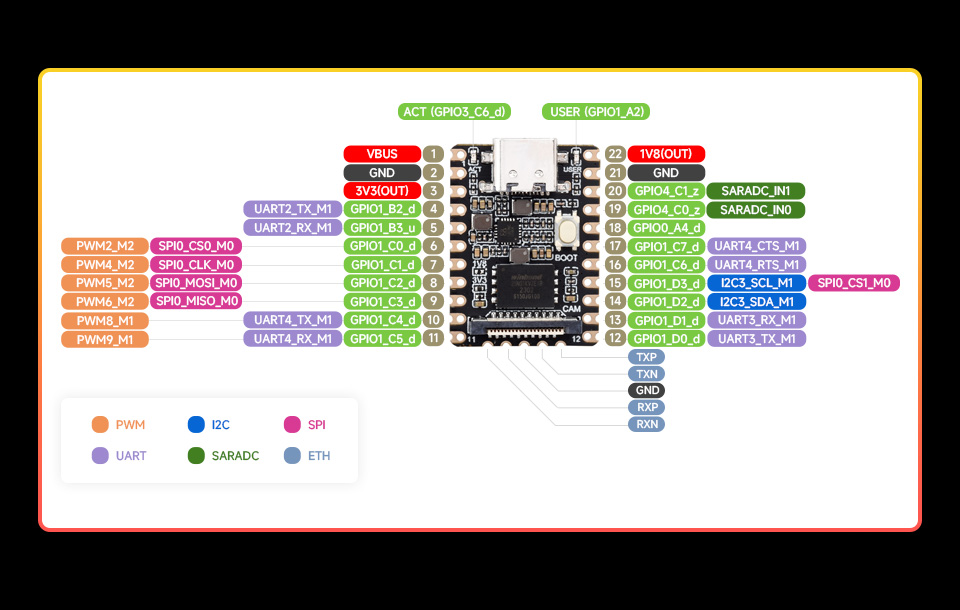 ACT (GPIO3_C6_d) USER (GPIO1_A2)
VBUS 1 22 1V8(OUT)
ACT USER
GND 2 21 GND
3V3(OUT) 3 20 GPIO4_C1_z SARADC_IN1
UART2_TX_M1 GPIO1_B2_d 4 19 GPIO4_C0_z SARADC_IN0
UART2_RX_M1 GPIO1_B3_u 5 18 GPIO0_A4_d
PWM2_M2 SPI0_CS0_M0 GPIO1_C0_d 6 17 GPIO1_C7_d UART4_CTS_M1
BOOT
PWM4_M2 SPI0_CLK_M0 GPIO1_C1_d 7 1V8 16 GPIO1_C6_d UART4_RTS_M1
PWM5_M2 SPI0_MOSI_M0 GPIO1_C2_d 8 3V3 15 GPIO1_D3_d I2C3_SCL_M1 SPI0_CS1_M0
PWM6_M2 SPI0_MISO_M0 GPIO1_C3_d 9 14 GPIO1_D2_d I2C3_SDA_M1
CAM
PWM8_M1 UART4_TX_M1 GPIO1_C4_d 10 13 GPIO1_D1_d UART3_RX_M1
PWM9_M1 UART4_RX_M1 GPIO1_C5_d 11 11 12 12 GPIO1_D0_d UART3_TX_M1
TXP
TXN
GND
RXP
RXN
PWM I2C SPI
UART SARADC ETH